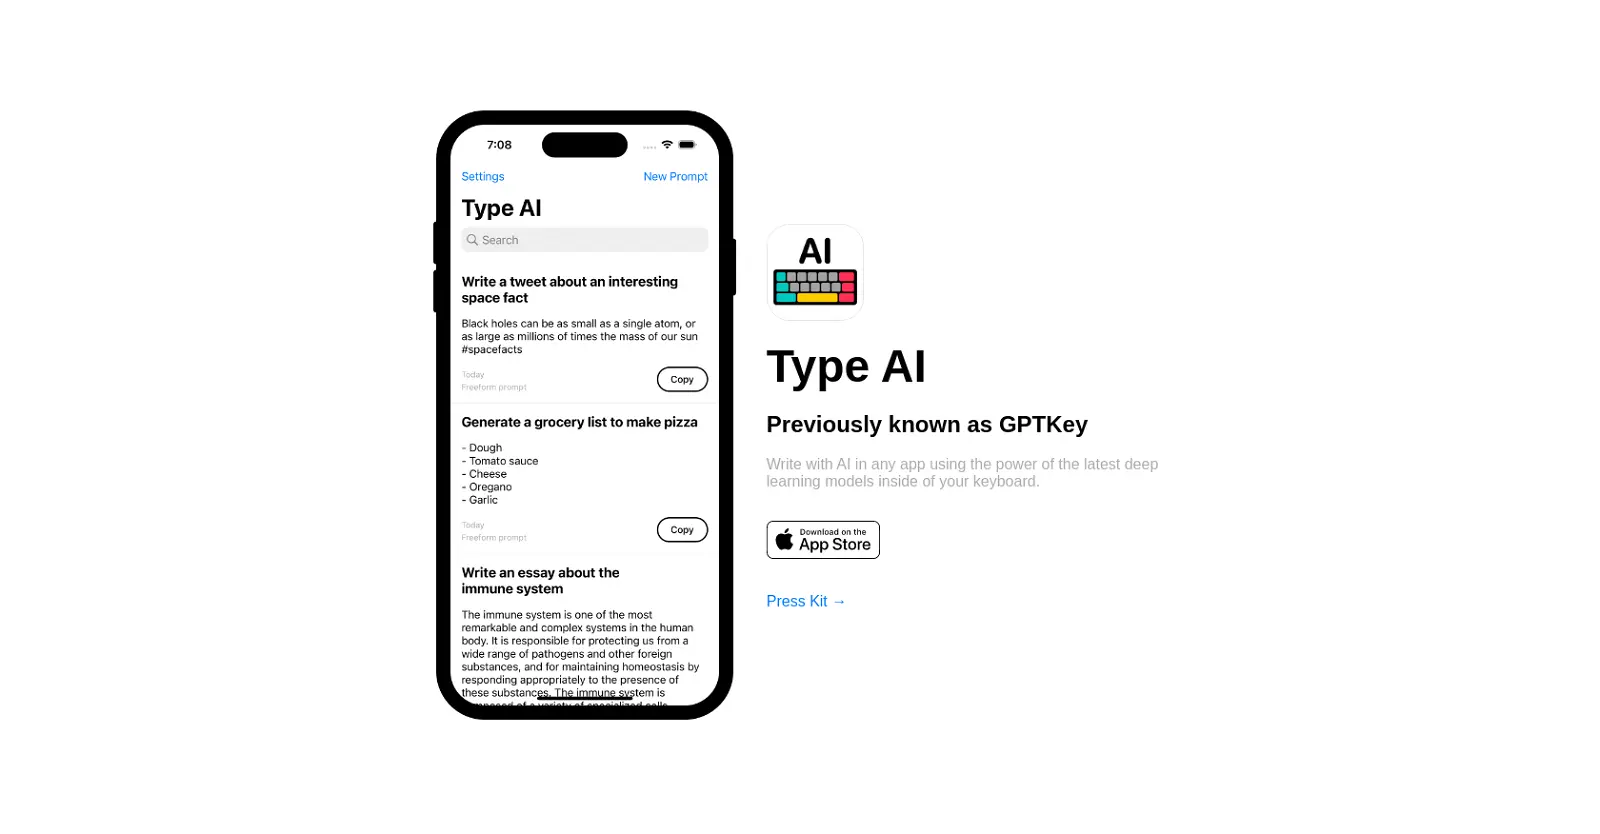 7:08
Settings
New Prompt
Type AI
Search
Write a tweet about an interesting
space fact
Black holes can be as small as a single atom, or
as large as millions of times the mass of our sun
#spacefacts
Today
Freeform prompt
Copy
Generate a grocery list to make pizza
- Dough
- Tomato sauce
- Cheese
- Oregano
- Garlic
Today
Freeform prompt
Copy
Write an essay about the
immune system
The immune system is one of the most
remarkable and complex systems in the human
body. It is responsible for protecting us from a
wide range of pathogens and other foreign
substances, and for maintaining homeostasis by
responding appropriately to the presence of
these substances. The immune system is
composed of a variety of specialized cells
AI
Type AI
Previously known as GPTKey
Write with AI in any app using the power of the latest deep
learning models inside of your keyboard.
Download on the
App Store
Press Kit →